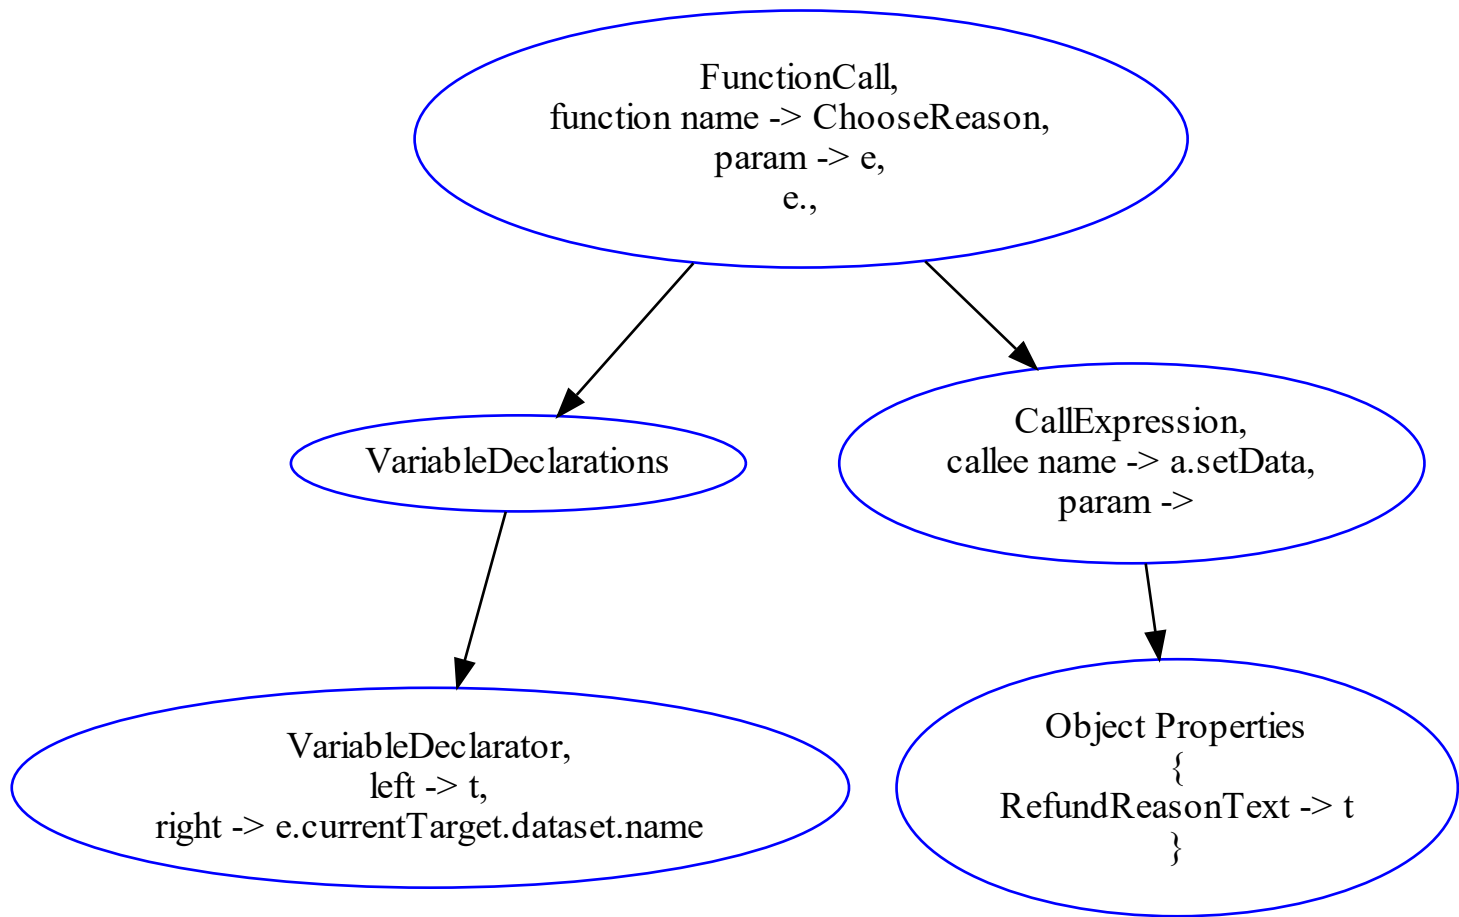 FunctionCall,
function name -> ChooseReason,
param -> e,
e.,
VariableDeclarations
CallExpression,
callee name -> a.setData,
param ->
VariableDeclarator,
left -> t,
right -> e.currentTarget.dataset.name
Object Properties
{
RefundReasonText -> t
}